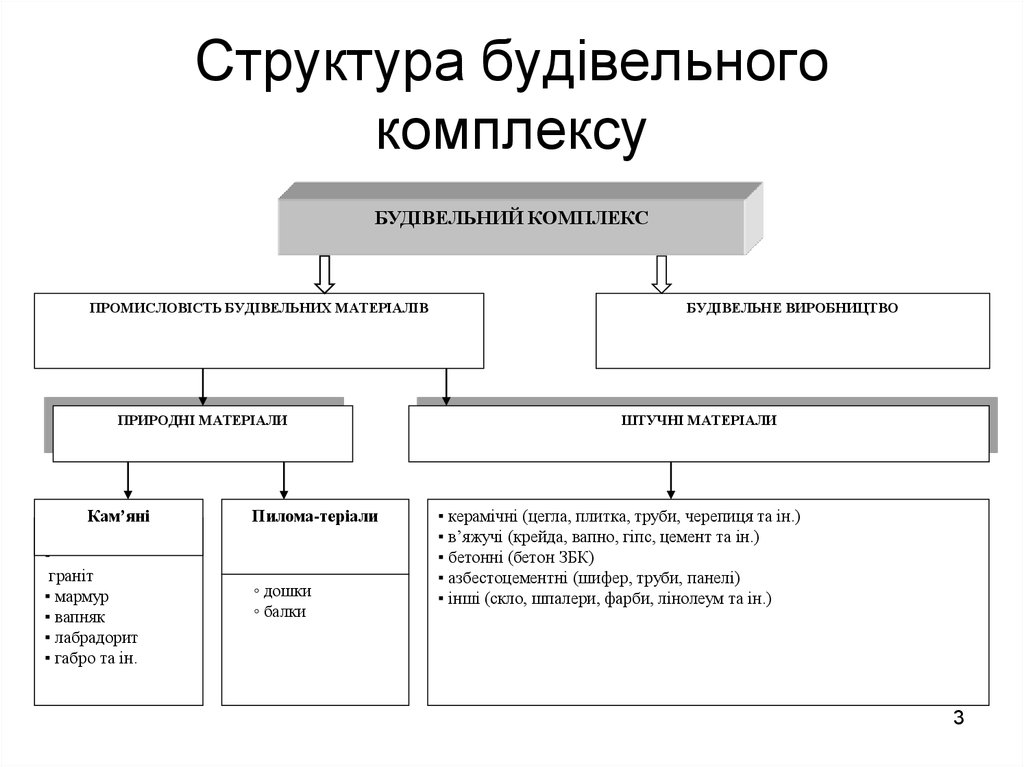 Структура будівельного
комплексу
БУДІВЕЛЬНИЙ КОМПЛЕКС
ПРОМИСЛОВІСТЬ БУДІВЕЛЬНИХ МАТЕРІАЛІВ
БУДІВЕЛЬНЕ ВИРОБНИЦТВО
ПРИРОДНІ МАТЕРІАЛИ
ШТУЧНІ МАТЕРІАЛИ
Кам’яні
▪
граніт
▪ мармур
▪ вапняк
▪ лабрадорит
▪ габро та ін.
Пилома-теріали
◦ дошки
◦ балки
▪ керамічні (цегла, плитка, труби, черепиця та ін.)
▪ в’яжучі (крейда, вапно, гіпс, цемент та ін.)
▪ бетонні (бетон ЗБК)
▪ азбестоцементні (шифер, труби, панелі)
▪ інші (скло, шпалери, фарби, лінолеум та ін.)
3